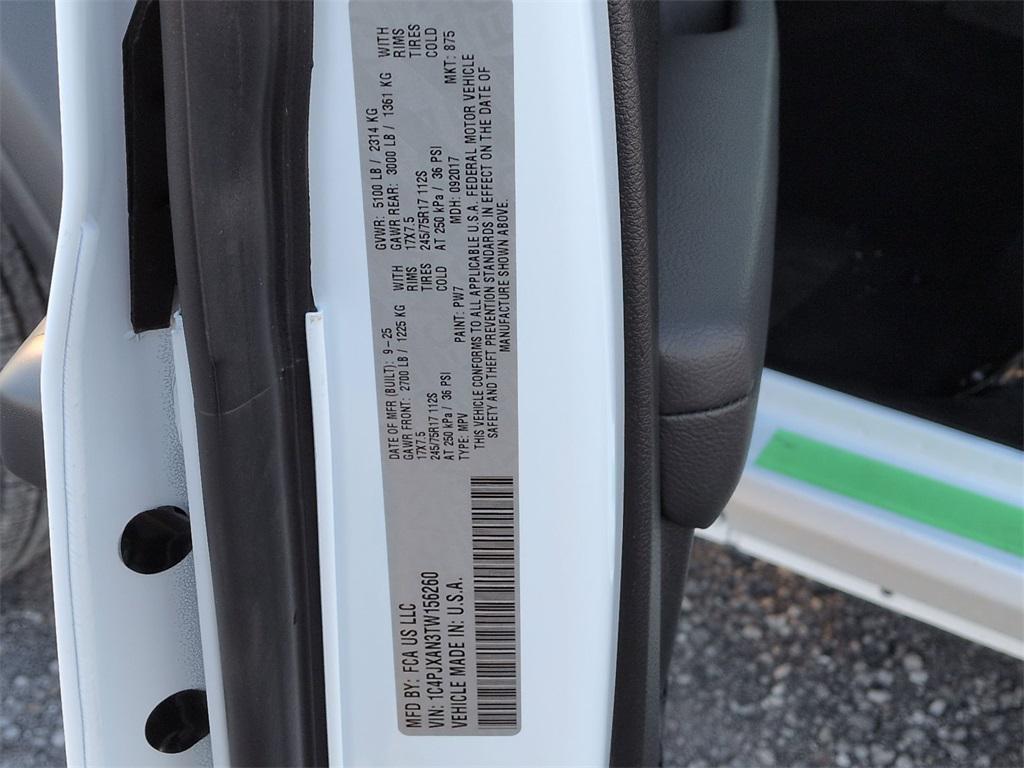 MFD BY: FCA US LLC
VIN: 1C4PJXAN3TW156260
VEHICLE MADE IN: U.S.A.
DATE OF MFR (BUILT): 9-25 GVWR: 5100 LB / 2314 KG
GAWR FRONT: 2700 LB / 1225 KG WITH GAWR REAR: 3000 LB / 1361 KG WITH
17X7.5 RIMS 17X7.5 RIMS
245/75R17 112S TIRES 245/75R17 112S TIRES
AT 250 kPa / 36 PSI COLD AT 250 kPa / 36 PSI COLD
TYPE: MPV PAINT: PW7 MDH: 092017 MKT: 875
THIS VEHICLE CONFORMS TO ALL APPLICABLE U.S.A. FEDERAL MOTOR VEHICLE
SAFETY AND THEFT PREVENTION STANDARDS IN EFFECT ON THE DATE OF
MANUFACTURE SHOWN ABOVE.